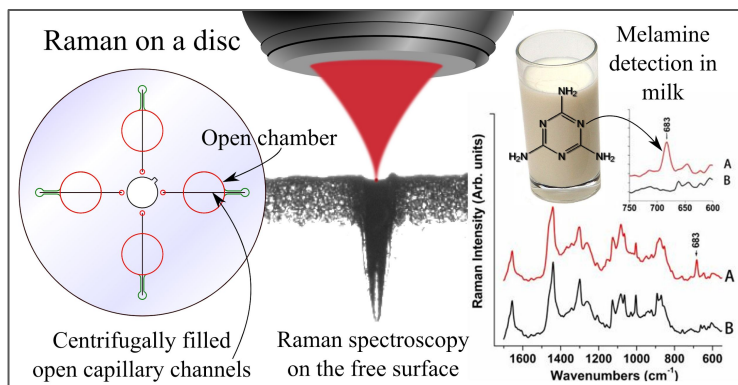 Raman on a disc
Open chamber
Centrifugally filled
open capillary channels
Raman spectroscopy
on the free surface
Melamine
detection in
milk
NH₂
N
N
N
H₂N
NH₂
683
A
B
750
700
650
600
Raman Intensity (Arb. units)
683
A
B
1600
1400
1200
1000
800
600
Wavenumbers (cm⁻¹)